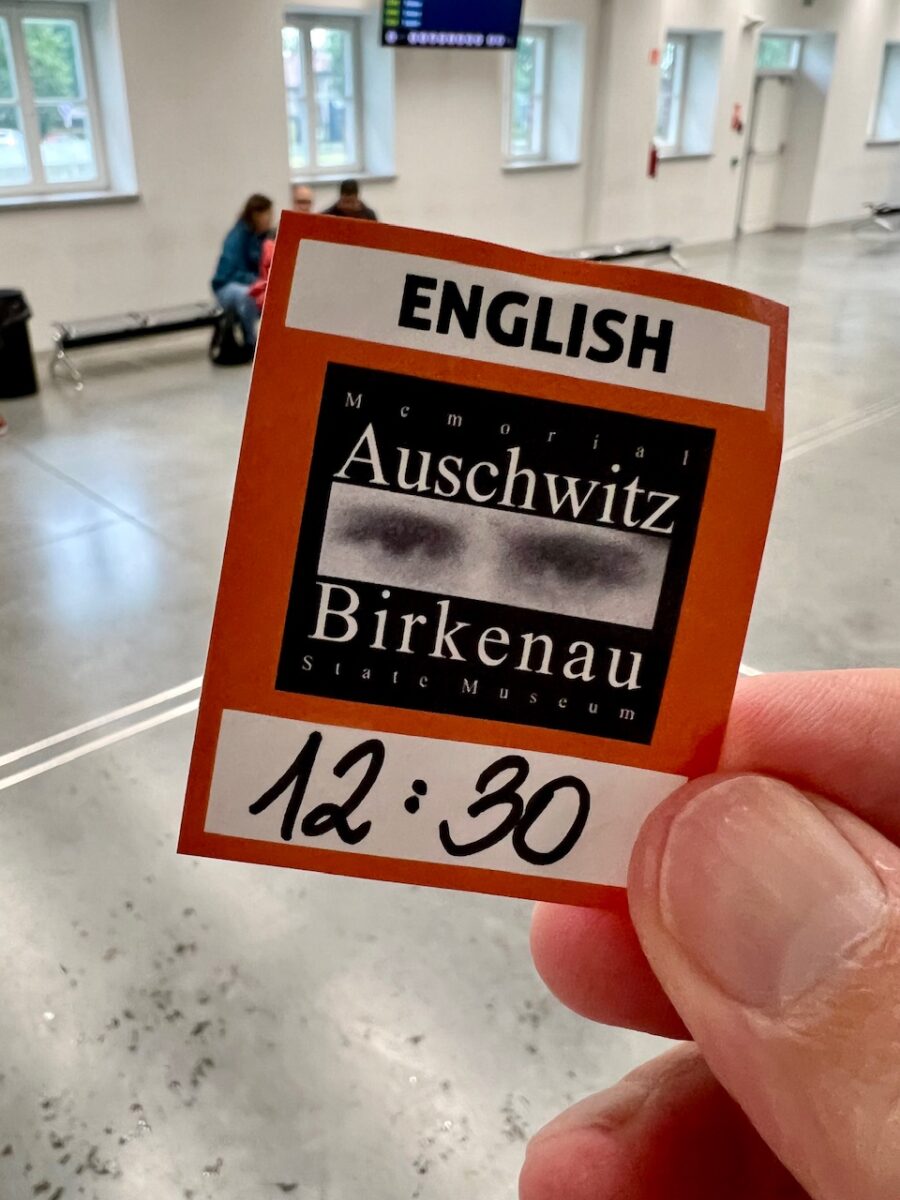 ENGLISH
Memorial
Auschwitz
Birkenau
State Museum
12:30